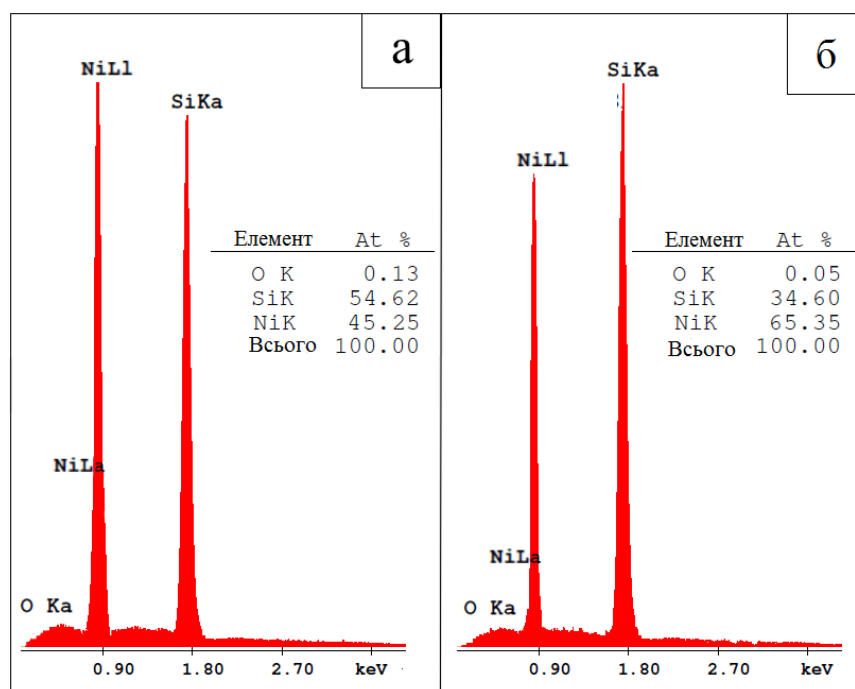 а
NiLl
SiKa
Елемент At %
O K 0.13
SiK 54.62
NiK 45.25
Всього 100.00
NiLa
O Ka
0.90 1.80 2.70 keV
б
SiKa
NiLl
Елемент At %
O K 0.05
SiK 34.60
NiK 65.35
Всього 100.00
NiLa
O Ka
0.90 1.80 2.70 keV